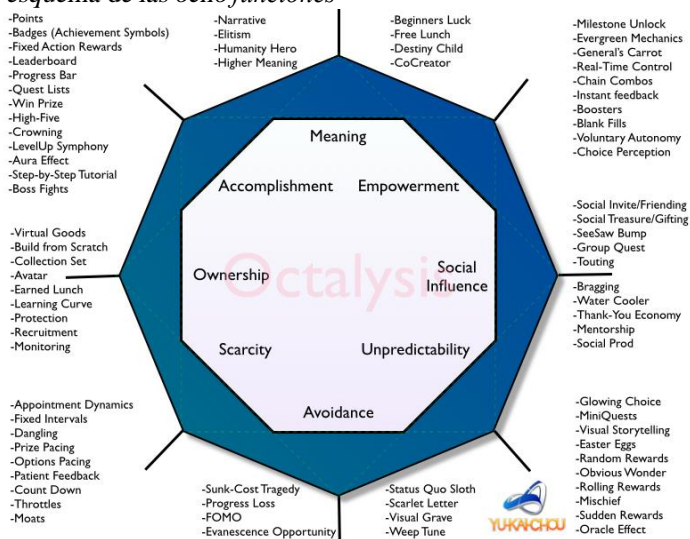 esquema de las ocho funciones
-Points
-Badges (Achievement Symbols)
-Fixed Action Rewards
-Leaderboard
-Progress Bar
-Quest Lists
-Win Prize
-High-Five
-Crowning
-LevelUp Symphony
-Aura Effect
-Step-by-Step Tutorial
-Boss Fights
-Narrative
-Elitism
-Humanity Hero
-Higher Meaning
-Beginners Luck
-Free Lunch
-Destiny Child
-CoCreator
-Milestone Unlock
-Evergreen Mechanics
-General's Carrot
-Real-Time Control
-Chain Combos
-Instant feedback
-Boosters
-Blank Fills
-Voluntary Autonomy
-Choice Perception
Meaning
Accomplishment
Empowerment
-Virtual Goods
-Build from Scratch
-Collection Set
-Avatar
-Earned Lunch
-Learning Curve
-Protection
-Recruitment
-Monitoring
Ownership
Octalysis
Social
Influence
-Social Invite/Friending
-Social Treasure/Gifting
-SeeSaw Bump
-Group Quest
-Touting
-Bragging
-Water Cooler
-Thank-You Economy
-Mentorship
-Social Prod
Scarcity
Unpredictability
Avoidance
-Appointment Dynamics
-Fixed Intervals
-Dangling
-Prize Pacing
-Options Pacing
-Patient Feedback
-Count Down
-Throttles
-Moats
-Sunk-Cost Tragedy
-Progress Loss
-FOMO
-Evanescence Opportunity
-Status Quo Sloth
-Scarlet Letter
-Visual Grave
-Weep Tune
YU-KAI CHOU
-Glowing Choice
-MiniQuests
-Visual Storytelling
-Easter Eggs
-Random Rewards
-Obvious Wonder
-Rolling Rewards
-Mischief
-Sudden Rewards
-Oracle Effect